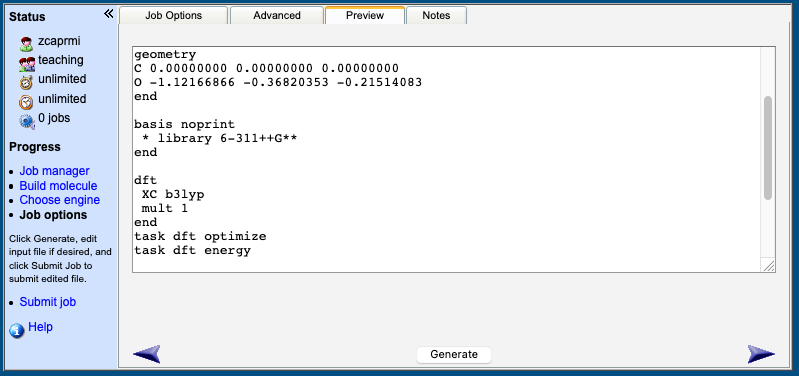 Status
zcaprmi
teaching
unlimited
unlimited
0 jobs
Progress
Job manager
Build molecule
Choose engine
Job options
Click Generate, edit
input file if desired, and
click Submit Job to
submit edited file.
Submit job
Help
Job Options
Advanced
Preview
Notes
geometry
C 0.00000000 0.00000000 0.00000000
O -1.12166866 -0.36820353 -0.21514083
end
basis noprint
* library 6-311++G**
end
dft
XC b3lyp
mult 1
end
task dft optimize
task dft energy
Generate